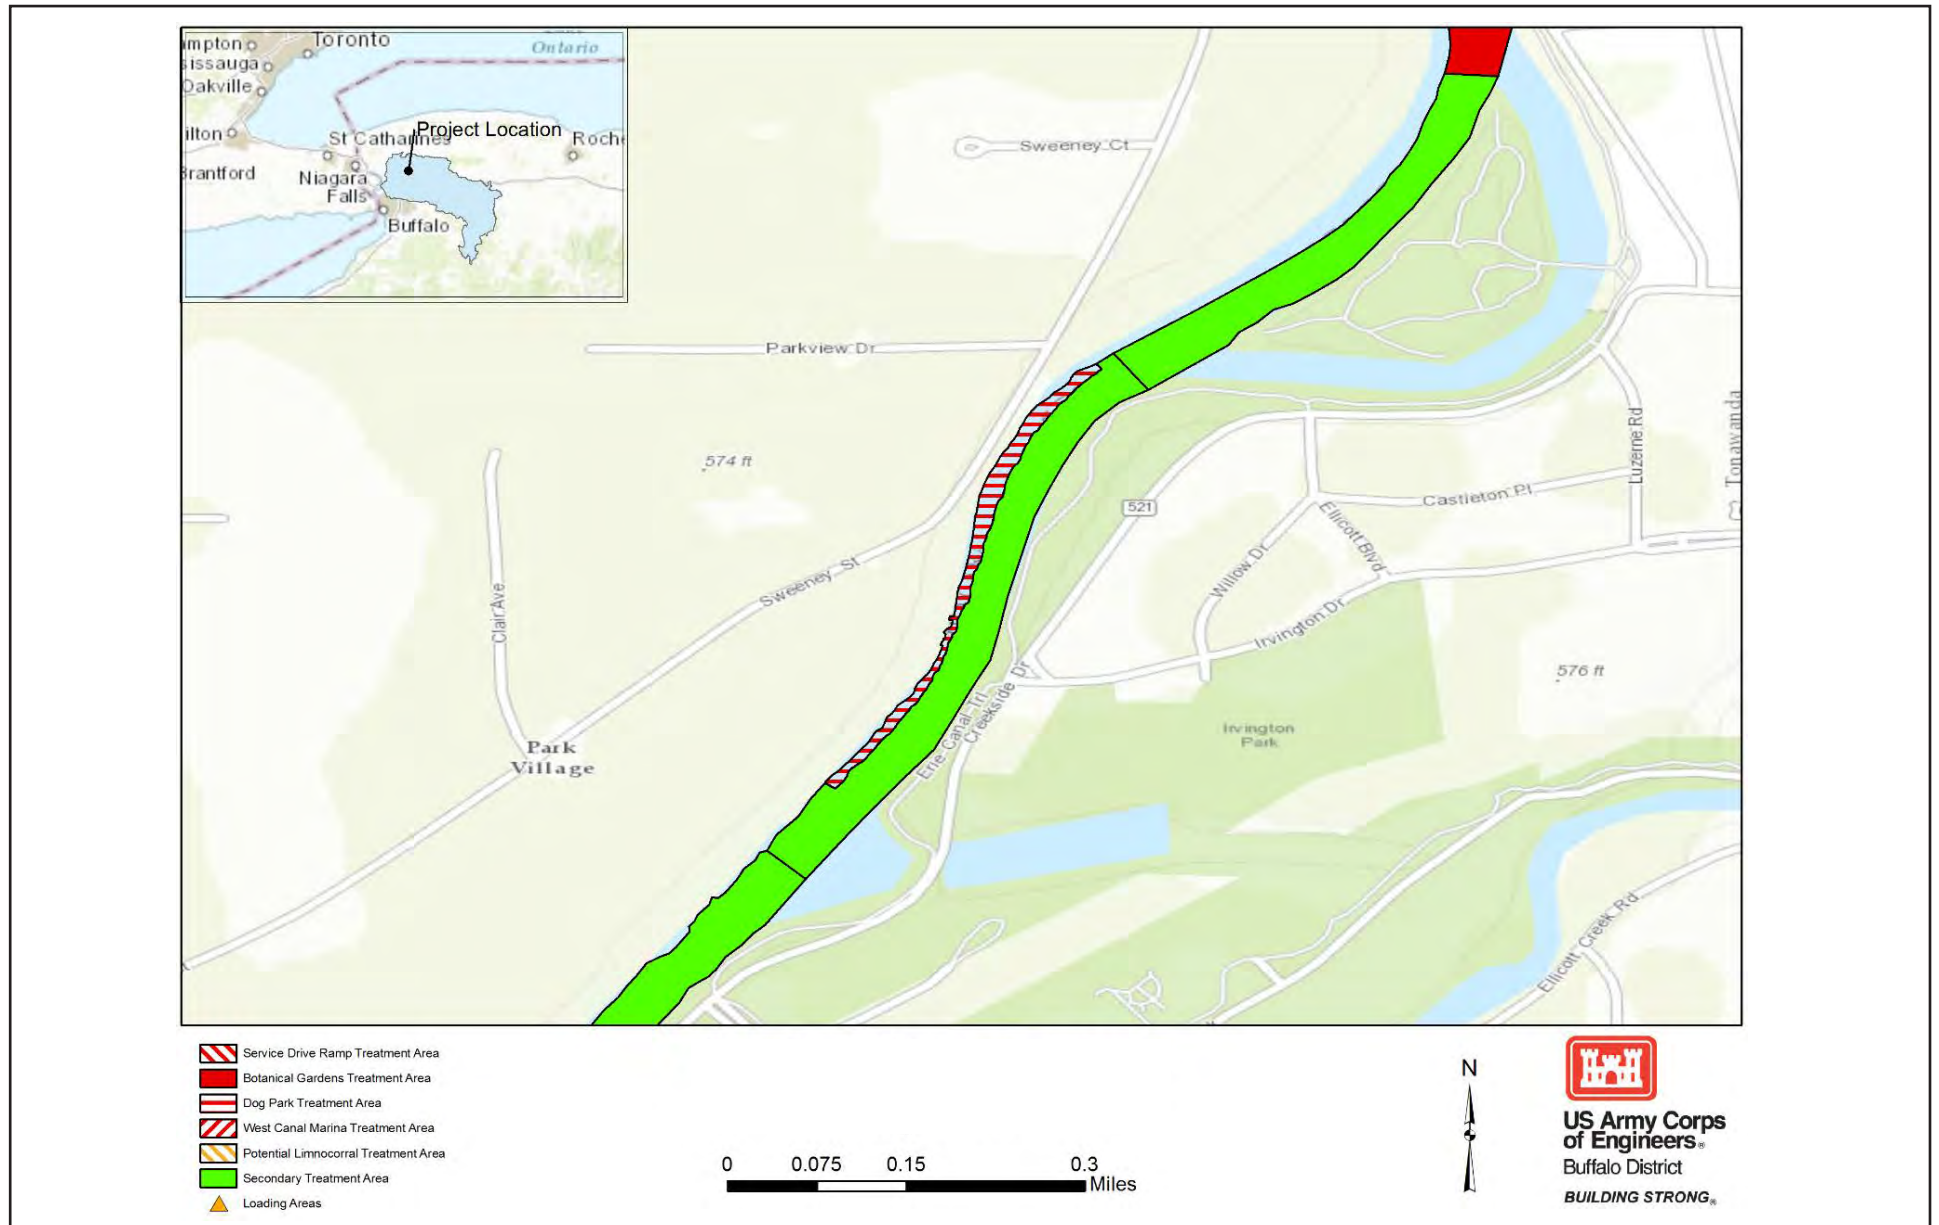 Toronto
Ontario
mpton
sissauga
Oakville
ilton
St Catharines
Project Location
Roch
Brantford
Niagara
Falls
Buffalo
Sweeney Ct
Parkview Dr
574 ft
521
Luzerne Rd
Tonawanda
Castleton Pl
Ellicott Blvd
Willow Dr
Irvington Dr
Sweeney St
Clair Ave
576 ft
Erie Canal Trl
Creekside Dr
Irvington
Park
Park
Village
Ellicott Creek Rd
Service Drive Ramp Treatment Area
Botanical Gardens Treatment Area
Dog Park Treatment Area
West Canal Marina Treatment Area
Potential Limnocorral Treatment Area
Secondary Treatment Area
Loading Areas
0 0.075 0.15 0.3
Miles
N
US Army Corps
of Engineers®
Buffalo District
BUILDING STRONG®